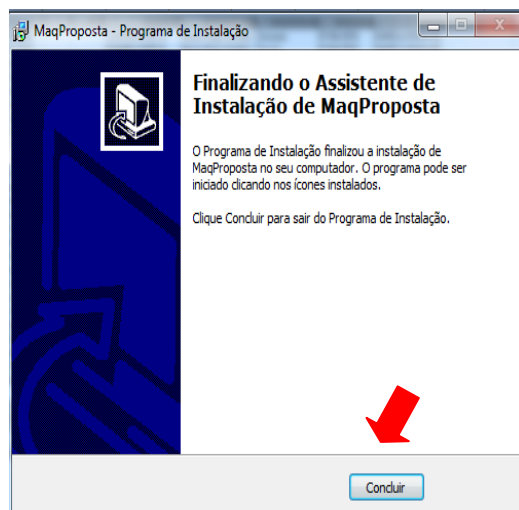 MaqProposta - Programa de Instalação
Finalizando o Assistente de
Instalação de MaqProposta
O Programa de Instalação finalizou a instalação de
MaqProposta no seu computador. O programa pode ser
iniciado clicando nos ícones instalados.
Clique Concluir para sair do Programa de Instalação.
Concluir